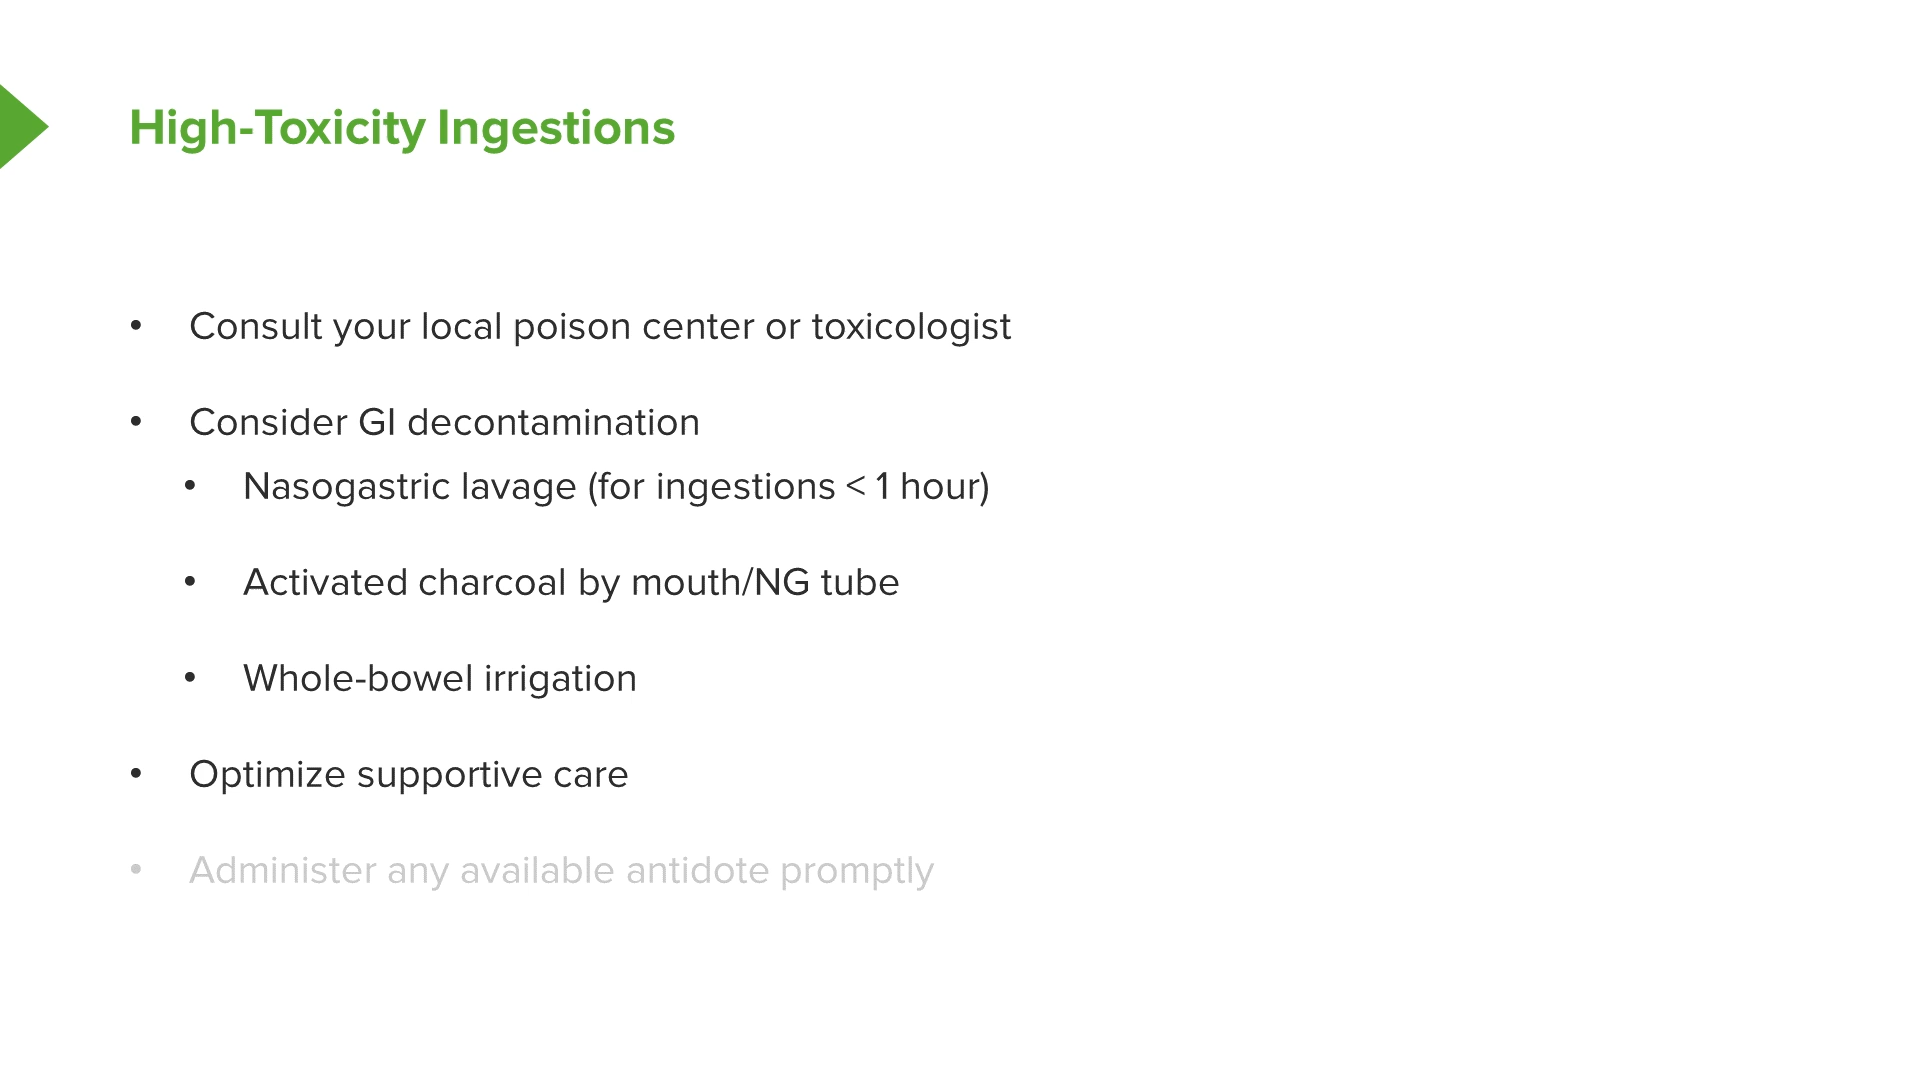 High-Toxicity Ingestions
• Consult your local poison center or toxicologist
• Consider GI decontamination
• Nasogastric lavage (for ingestions < 1 hour)
• Activated charcoal by mouth/NG tube
• Whole-bowel irrigation
• Optimize supportive care
• Administer any available antidote promptly